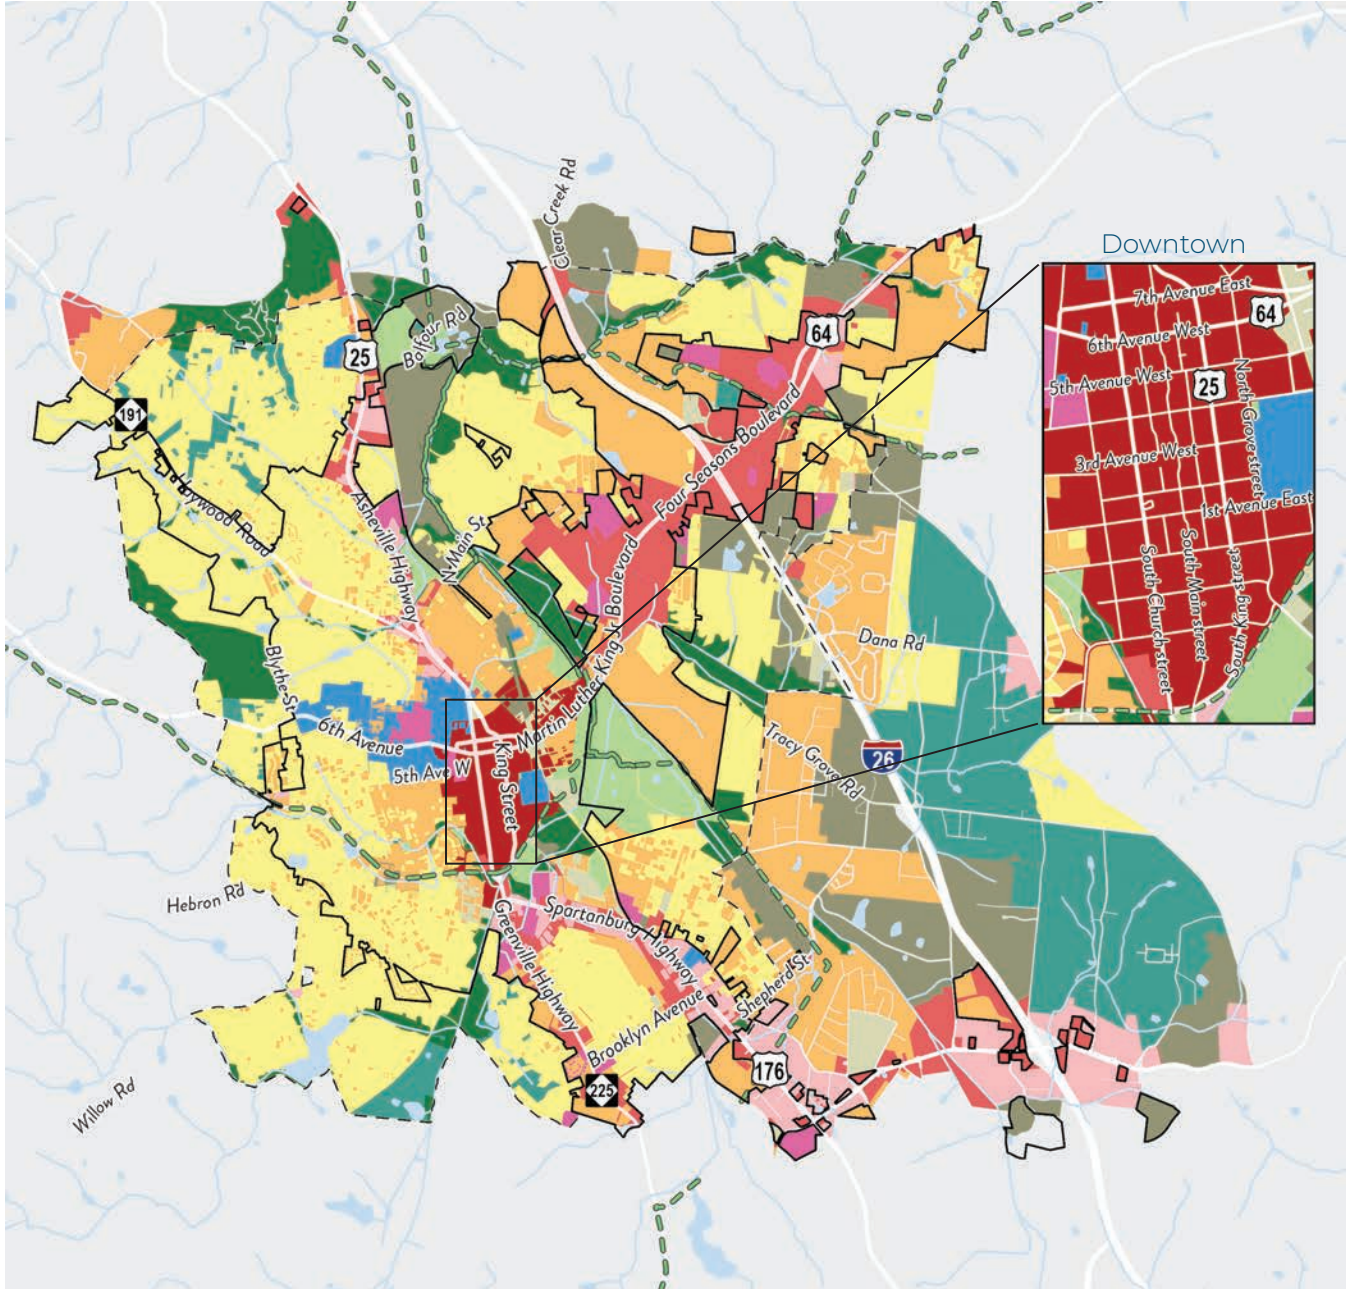 Clear Creek Rd
Downtown
7th Avenue East
64
6th Avenue West
25
5th Avenue West
North Grove street
3rd Avenue West
1st Avenue East
South Church street
South Main street
South King street
64
Balfour Rd
25
191
Four Seasons Boulevard
Haywood Road
Asheville Highway
N Main St
Martin Luther King Jr Boulevard
Dana Rd
Blythe St
6th Avenue
5th Ave W
King Street
Tracy Grove Rd
26
Hebron Rd
Spartanburg Highway
Greenville Highway
Shepherd St
Brooklyn Avenue
176
225
Willow Rd